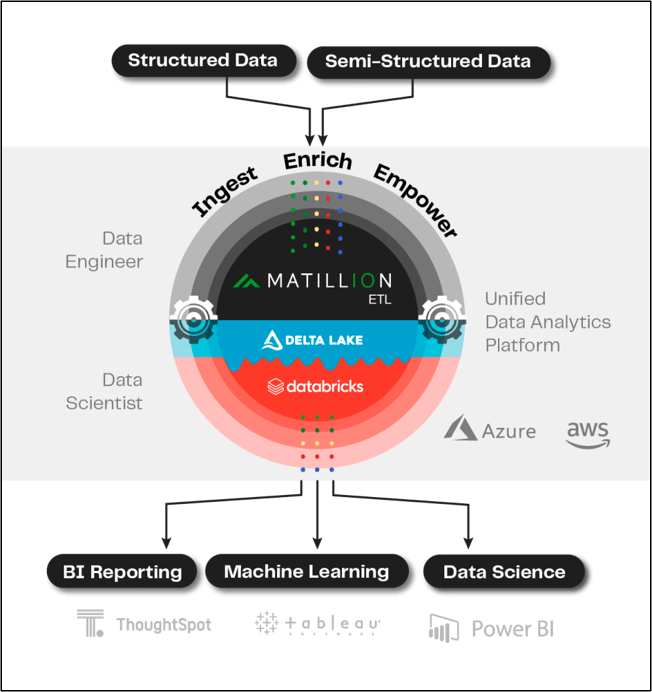 Structured Data
Semi-Structured Data
Ingest
Enrich
Empower
Data
Engineer
MATILLION
ETL
Unified
Data Analytics
Platform
DELTA LAKE
databricks
Data
Scientist
Azure
aws
BI Reporting
Machine Learning
Data Science
ThoughtSpot
+ a b l e a u
Power BI